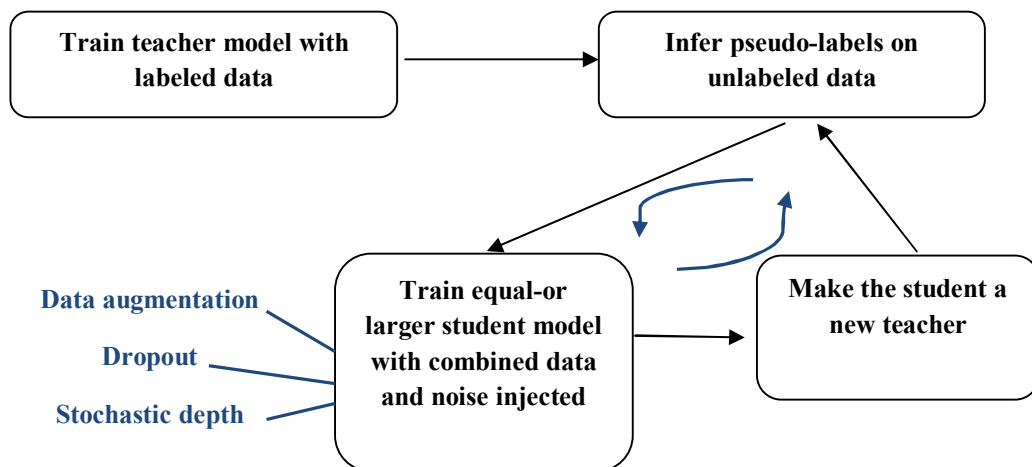 Train teacher model with
labeled data
Infer pseudo-labels on
unlabeled data
Data augmentation
Dropout
Stochastic depth
Train equal-or
larger student model
with combined data
and noise injected
Make the student a
new teacher